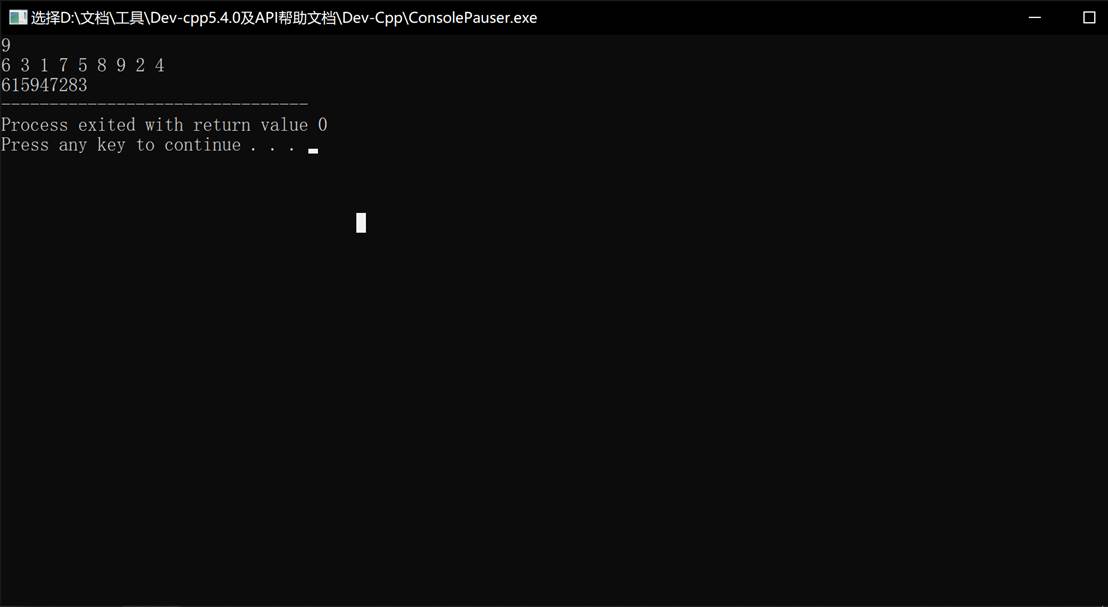 选择D:\文档\工具\Dev-cpp5.4.0及API帮助文档\Dev-Cpp\ConsolePauser.exe
9
6 3 1 7 5 8 9 2 4
615947283
--------------------------------
Process exited with return value 0
Press any key to continue . . .